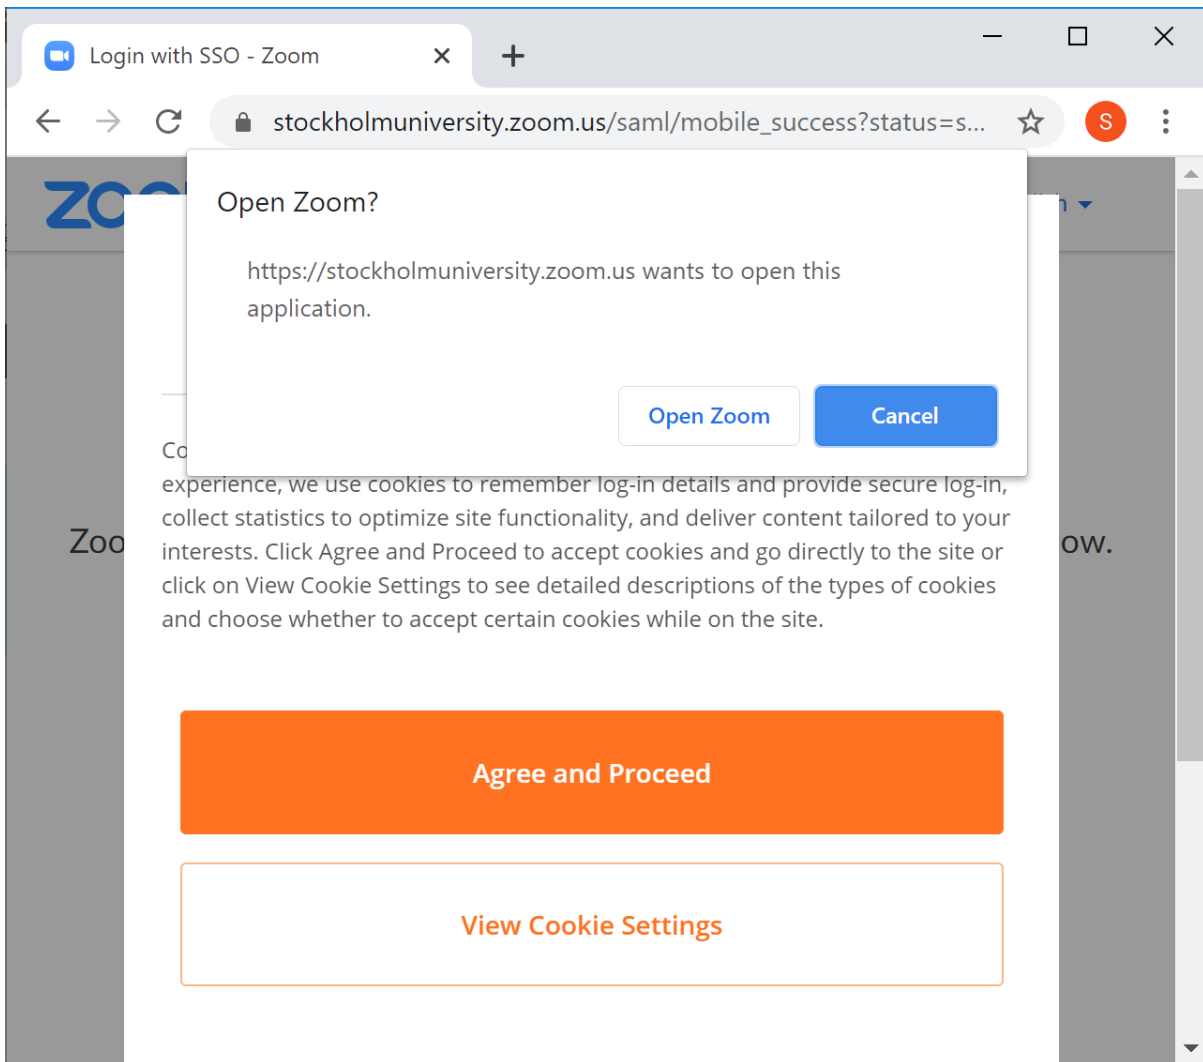 Login with SSO - Zoom
stockholmuniversity.zoom.us/saml/mobile_success?status=s...
S
Open Zoom?
https://stockholmuniversity.zoom.us wants to open this
application.
Open Zoom
Cancel
experience, we use cookies to remember log-in details and provide secure log-in,
collect statistics to optimize site functionality, and deliver content tailored to your
interests. Click Agree and Proceed to accept cookies and go directly to the site or
click on View Cookie Settings to see detailed descriptions of the types of cookies
and choose whether to accept certain cookies while on the site.
Agree and Proceed
View Cookie Settings